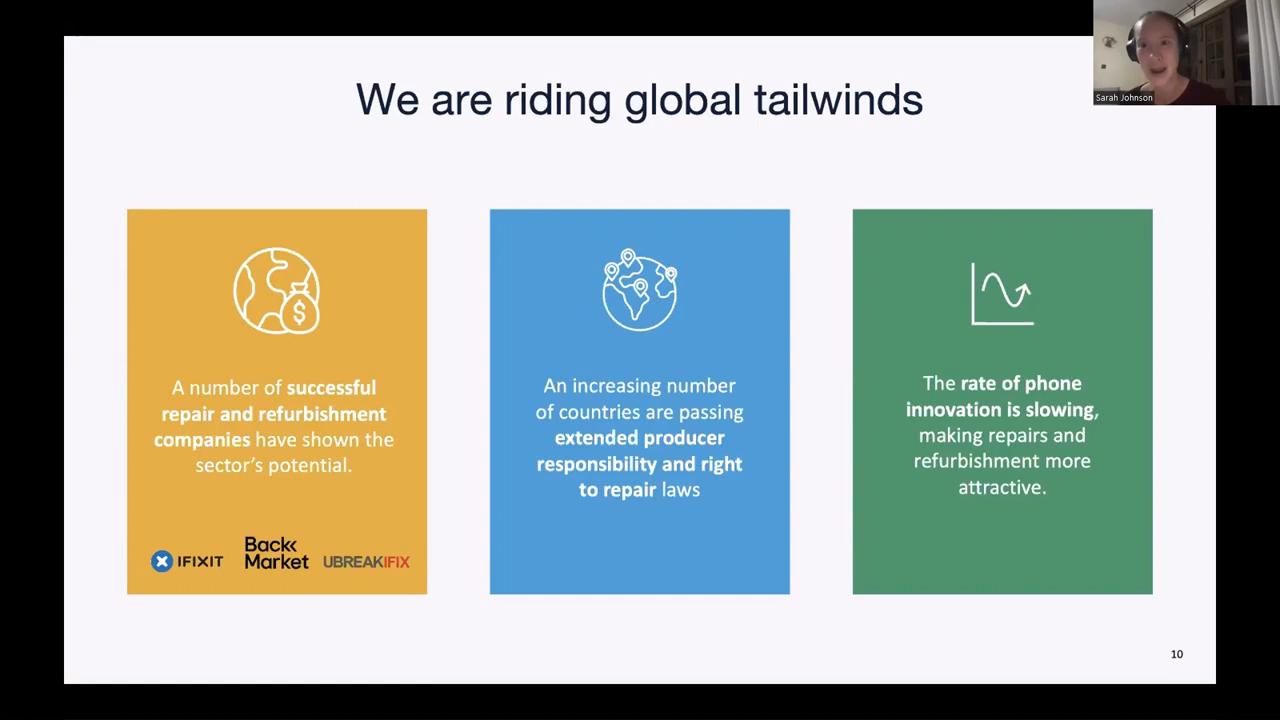 We are riding global tailwinds
Sarah Johnson
A number of successful
repair and refurbishment
companies have shown the
sector’s potential.
IFIXIT
Back
Market
UBREAKIFIX
An increasing number
of countries are passing
extended producer
responsibility and right
to repair laws
The rate of phone
innovation is slowing,
making repairs and
refurbishment more
attractive.
10